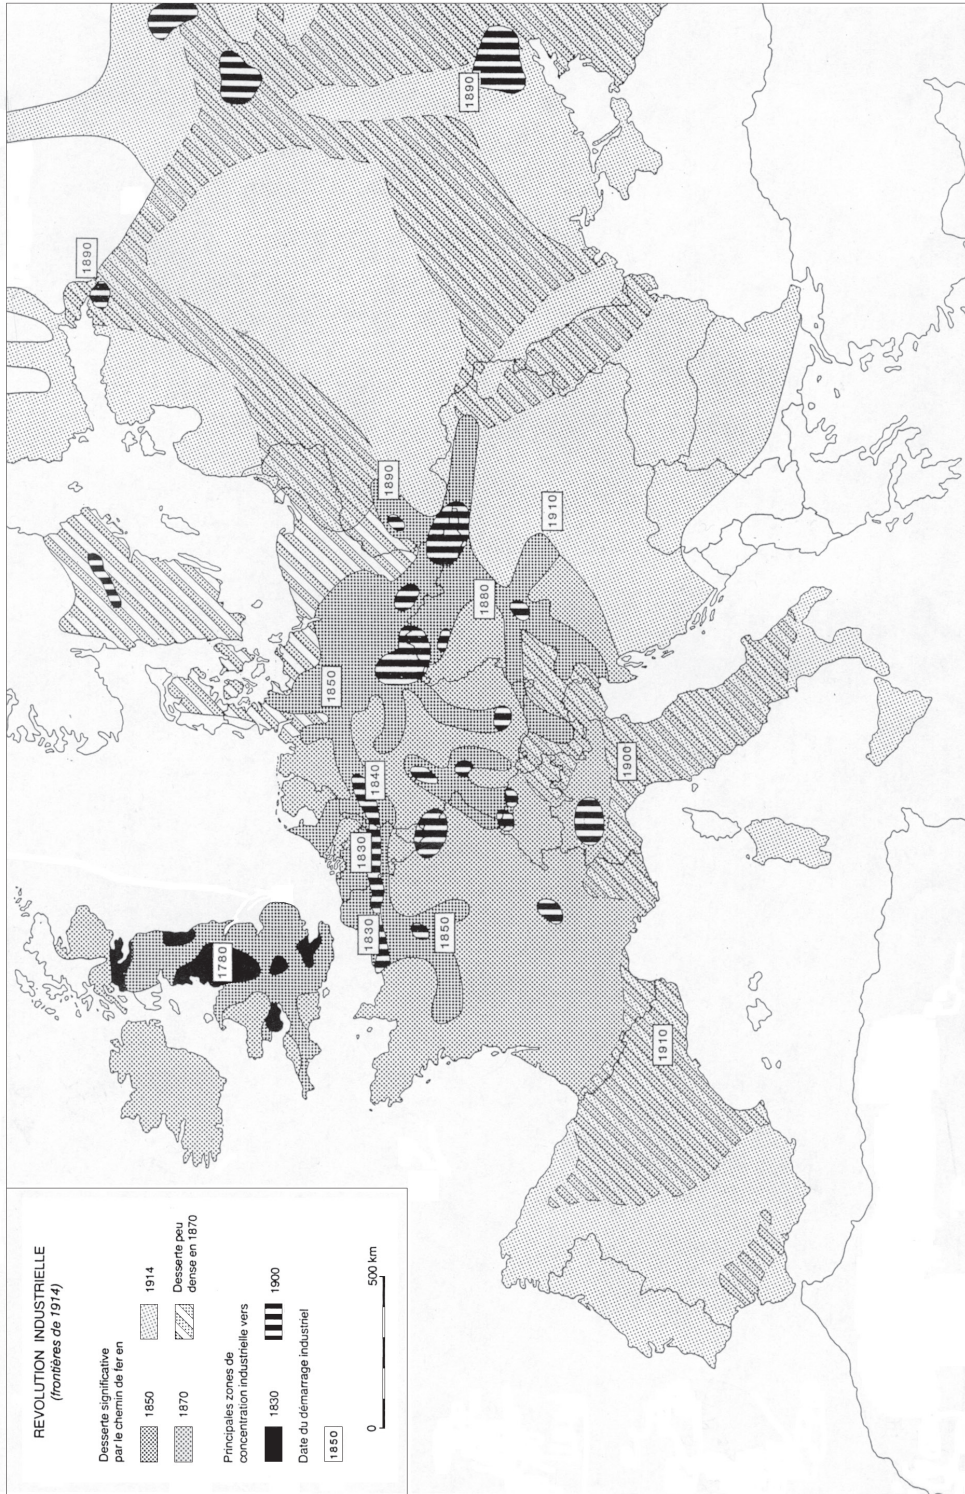 REVOLUTION INDUSTRIELLE
(frontières de 1914)
Desserte significative
par le chemin de fer en
1850
1914
1870
Desserte peu
dense en 1870
Principales zones de
concentration industrielle vers
1830
1900
Date du démarrage industriel
1850
0
500 km
1780
1830
1830
1840
1850
1850
1890
1890
1890
1880
1910
1900
1910